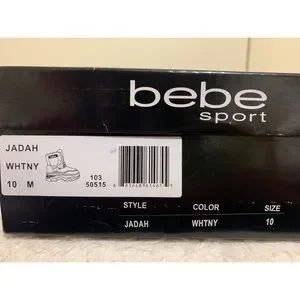 bebe
sport
JADAH
WHTNY
10 M
103
50515
STYLE COLOR SIZE
JADAH WHTNY 10